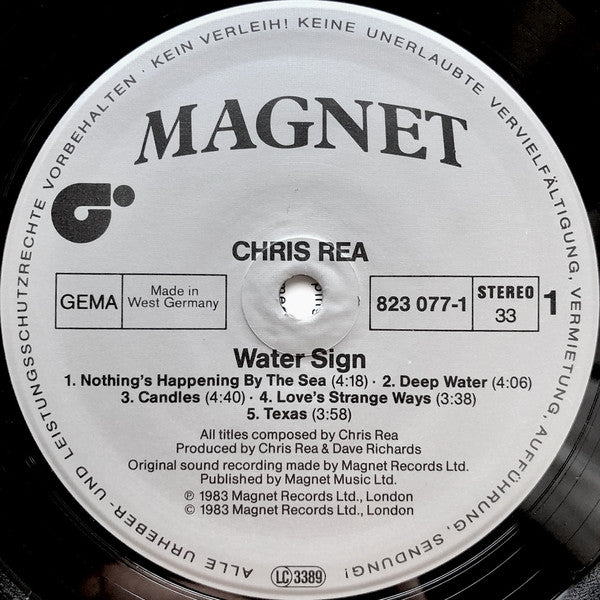 ALLE URHEBER- UND LEISTUNGSSCHUTZRECHTE VORBEHALTEN · KEIN VERLEIH! KEINE UNERLAUBTE VERVIELFÄLTIGUNG, VERMIETUNG, AUFFÜHRUNG, SENDUNG!
MAGNET
CHRIS REA
GEMA
Made in
West Germany
823 077-1
STEREO
33
1
Water Sign
1. Nothing's Happening By The Sea (4:18) · 2. Deep Water (4:06)
3. Candles (4:40) · 4. Love's Strange Ways (3:38)
5. Texas (3:58)
All titles composed by Chris Rea
Produced by Chris Rea & Dave Richards
Original sound recording made by Magnet Records Ltd.
Published by Magnet Music Ltd.
℗ 1983 Magnet Records Ltd., London
© 1983 Magnet Records Ltd., London
LC 3389